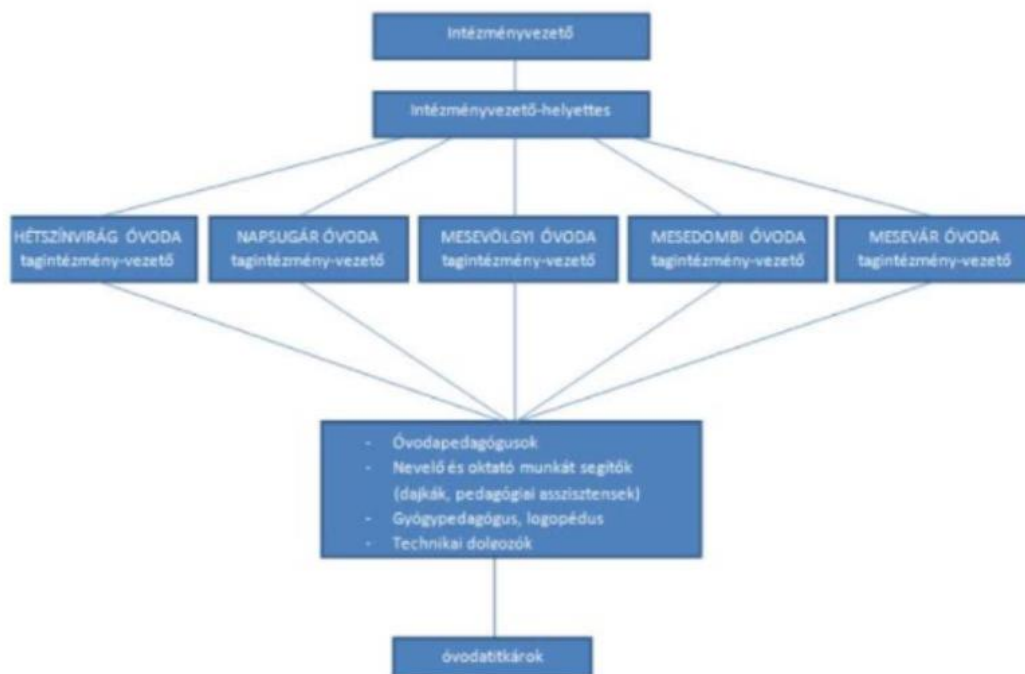 Intézményvezető
Intézményvezető-helyettes
HÉTSZÍNVIRÁG ÓVODA
tagintézmény-vezető
NAPSUGÁR ÓVODA
tagintézmény-vezető
MESEVÖLGYI ÓVODA
tagintézmény-vezető
MESEDOMBI ÓVODA
tagintézmény-vezető
MESEVÁR ÓVODA
tagintézmény-vezető
- Óvodapedagógusok
- Nevelő és oktató munkát segítők
(dajkák, pedagógiai asszisztensek)
- Gyógypedagógus, logopédus
- Technikai dolgozók
óvodatitkárok